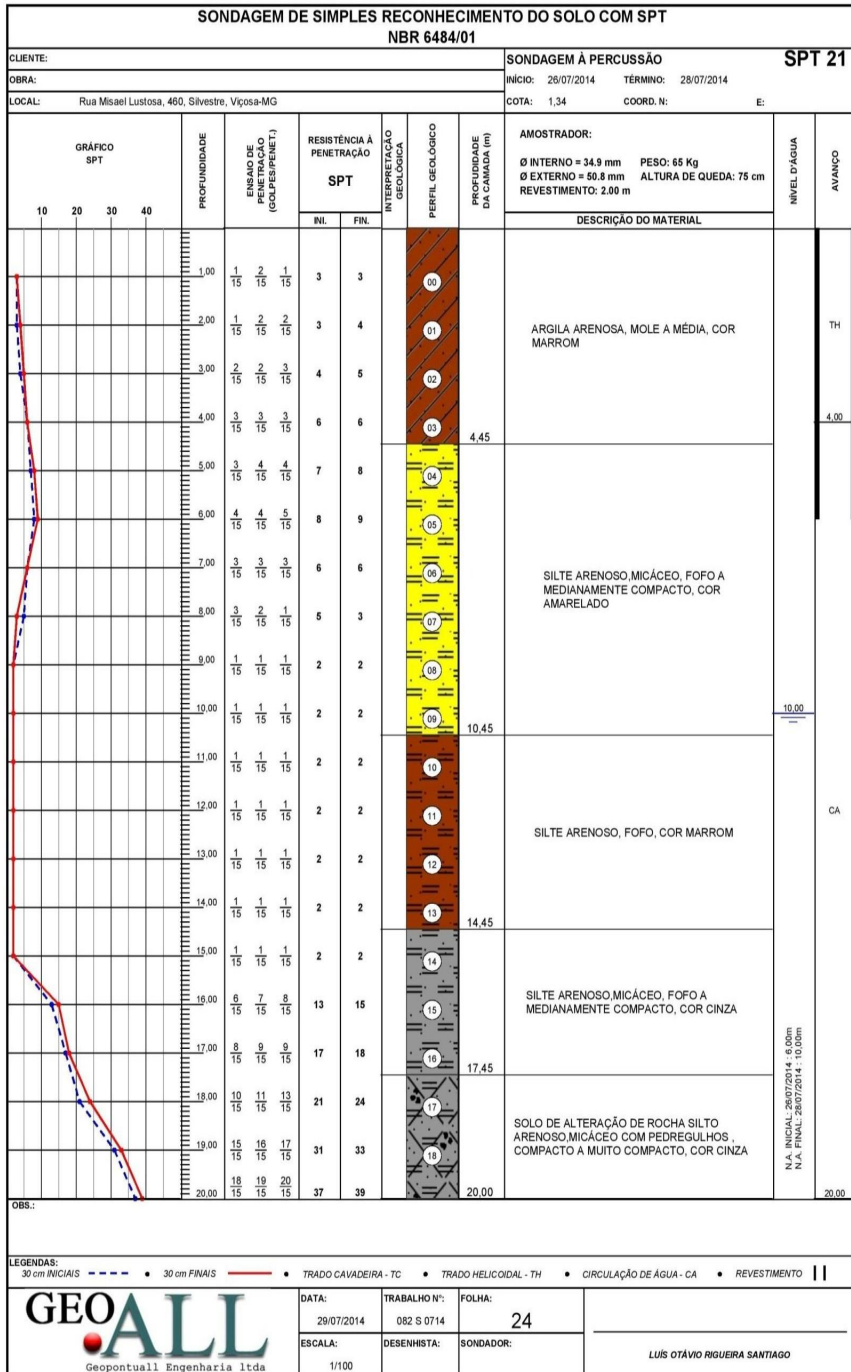 SONDAGEM DE SIMPLES RECONHECIMENTO DO SOLO COM SPT
NBR 6484/01
CLIENTE:
OBRA:
LOCAL: Rua Misael Lustosa, 460, Silvestre, Viçosa-MG
SONDAGEM À PERCUSSÃO SPT 21
INÍCIO: 26/07/2014 TÉRMINO: 28/07/2014
COTA: 1,34 COORD. N: E:
GRÁFICO
SPT
10 20 30 40
PROFUNDIDADE
ENSAIO DE
PENETRAÇÃO
(GOLPES/PENET.)
RESISTÊNCIA À
PENETRAÇÃO
SPT
INI. FIN.
INTERPRETAÇÃO
GEOLÓGICA
PERFIL GEOLÓGICO
PROFUDIDADE
DA CAMADA (m)
AMOSTRADOR:
Ø INTERNO = 34.9 mm PESO: 65 Kg
Ø EXTERNO = 50.8 mm ALTURA DE QUEDA: 75 cm
REVESTIMENTO: 2.00 m
DESCRIÇÃO DO MATERIAL
NÍVEL D'ÁGUA
AVANÇO
1,00 1/15 2/15 1/15 3 3 00
2,00 1/15 2/15 2/15 3 4 01
3,00 2/15 2/15 3/15 4 5 02
4,00 3/15 3/15 3/15 6 6 03
5,00 3/15 4/15 4/15 7 8 04
6,00 4/15 4/15 5/15 8 9 05
7,00 3/15 3/15 3/15 6 6 06
8,00 3/15 2/15 1/15 5 3 07
9,00 1/15 1/15 1/15 2 2 08
10,00 1/15 1/15 1/15 2 2 09
11,00 1/15 1/15 1/15 2 2 10
12,00 1/15 1/15 1/15 2 2 11
13,00 1/15 1/15 1/15 2 2 12
14,00 1/15 1/15 1/15 2 2 13
15,00 1/15 1/15 1/15 2 2 14
16,00 6/15 7/15 8/15 13 15 15
17,00 8/15 9/15 9/15 17 18 16
18,00 10/15 11/15 13/15 21 24 17
19,00 15/15 16/15 17/15 31 33 18
20,00 18/15 19/15 20/15 37 39
4,45
10,45
14,45
17,45
20,00
ARGILA ARENOSA, MOLE A MÉDIA, COR
MARROM
SILTE ARENOSO,MICÁCEO, FOFO A
MEDIANAMENTE COMPACTO, COR
AMARELADO
SILTE ARENOSO, FOFO, COR MARROM
SILTE ARENOSO,MICÁCEO, FOFO A
MEDIANAMENTE COMPACTO, COR CINZA
SOLO DE ALTERAÇÃO DE ROCHA SILTO
ARENOSO,MICÁCEO COM PEDREGULHOS ,
COMPACTO A MUITO COMPACTO, COR CINZA
10,00
N.A. INICIAL: 26/07/2014 : 6,00m
N.A. FINAL: 28/07/2014 : 10,00m
TH
4,00
CA
20,00
OBS.:
LEGENDAS:
30 cm INICIAIS • 30 cm FINAIS • TRADO CAVADEIRA - TC • TRADO HELICOIDAL - TH • CIRCULAÇÃO DE ÁGUA - CA • REVESTIMENTO
GEOALL
Geopontuall Engenharia ltda
DATA: TRABALHO Nº: FOLHA:
29/07/2014 082 S 0714 24
ESCALA: DESENHISTA: SONDADOR:
1/100
LUÍS OTÁVIO RIGUEIRA SANTIAGO